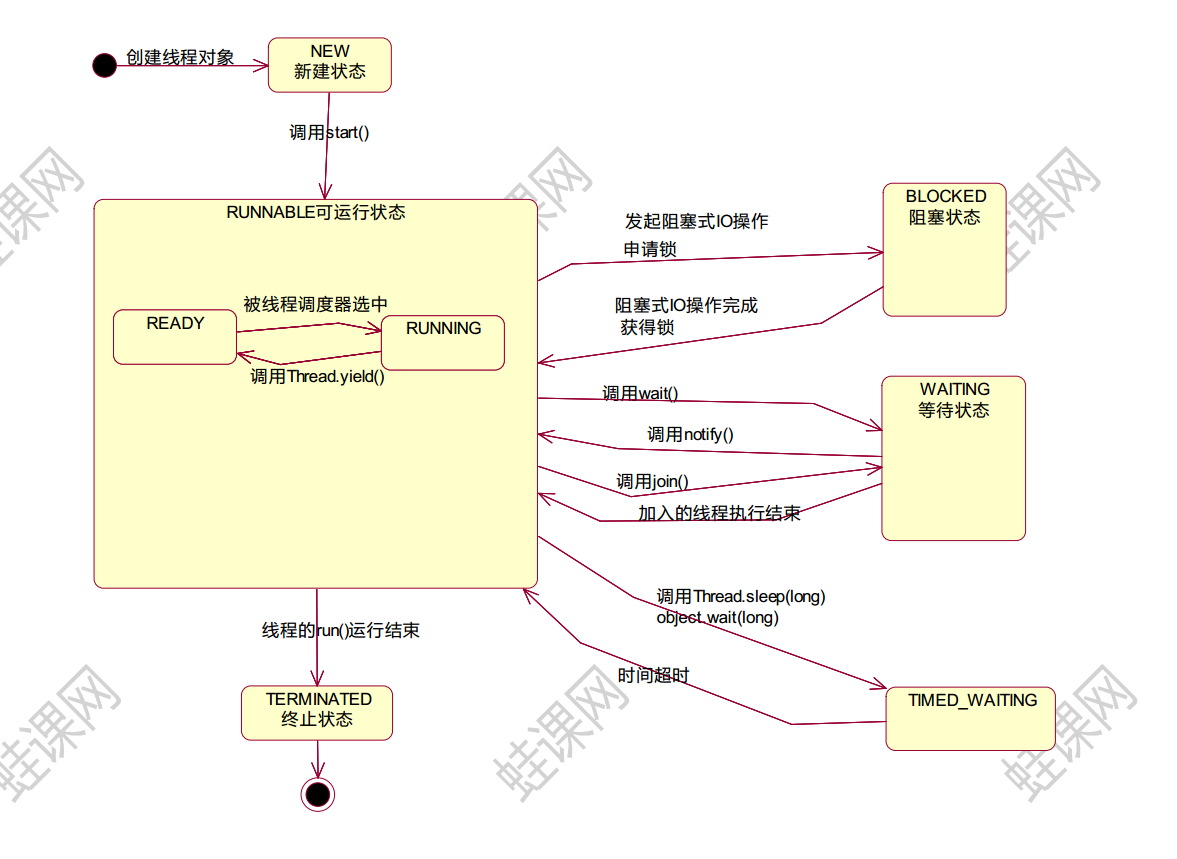 创建线程对象
NEW
新建状态
调用start()
RUNNABLE可运行状态
被线程调度器选中
READY
RUNNING
调用Thread.yield()
发起阻塞式IO操作
申请锁
BLOCKED
阻塞状态
阻塞式IO操作完成
获得锁
调用wait()
WAITING
等待状态
调用notify()
调用join()
加入的线程执行结束
调用Thread.sleep(long)
object.wait(long)
时间超时
TIMED_WAITING
线程的run()运行结束
TERMINATED
终止状态
蛙课网
蛙课网
蛙课网
蛙课网
蛙课网
蛙课网